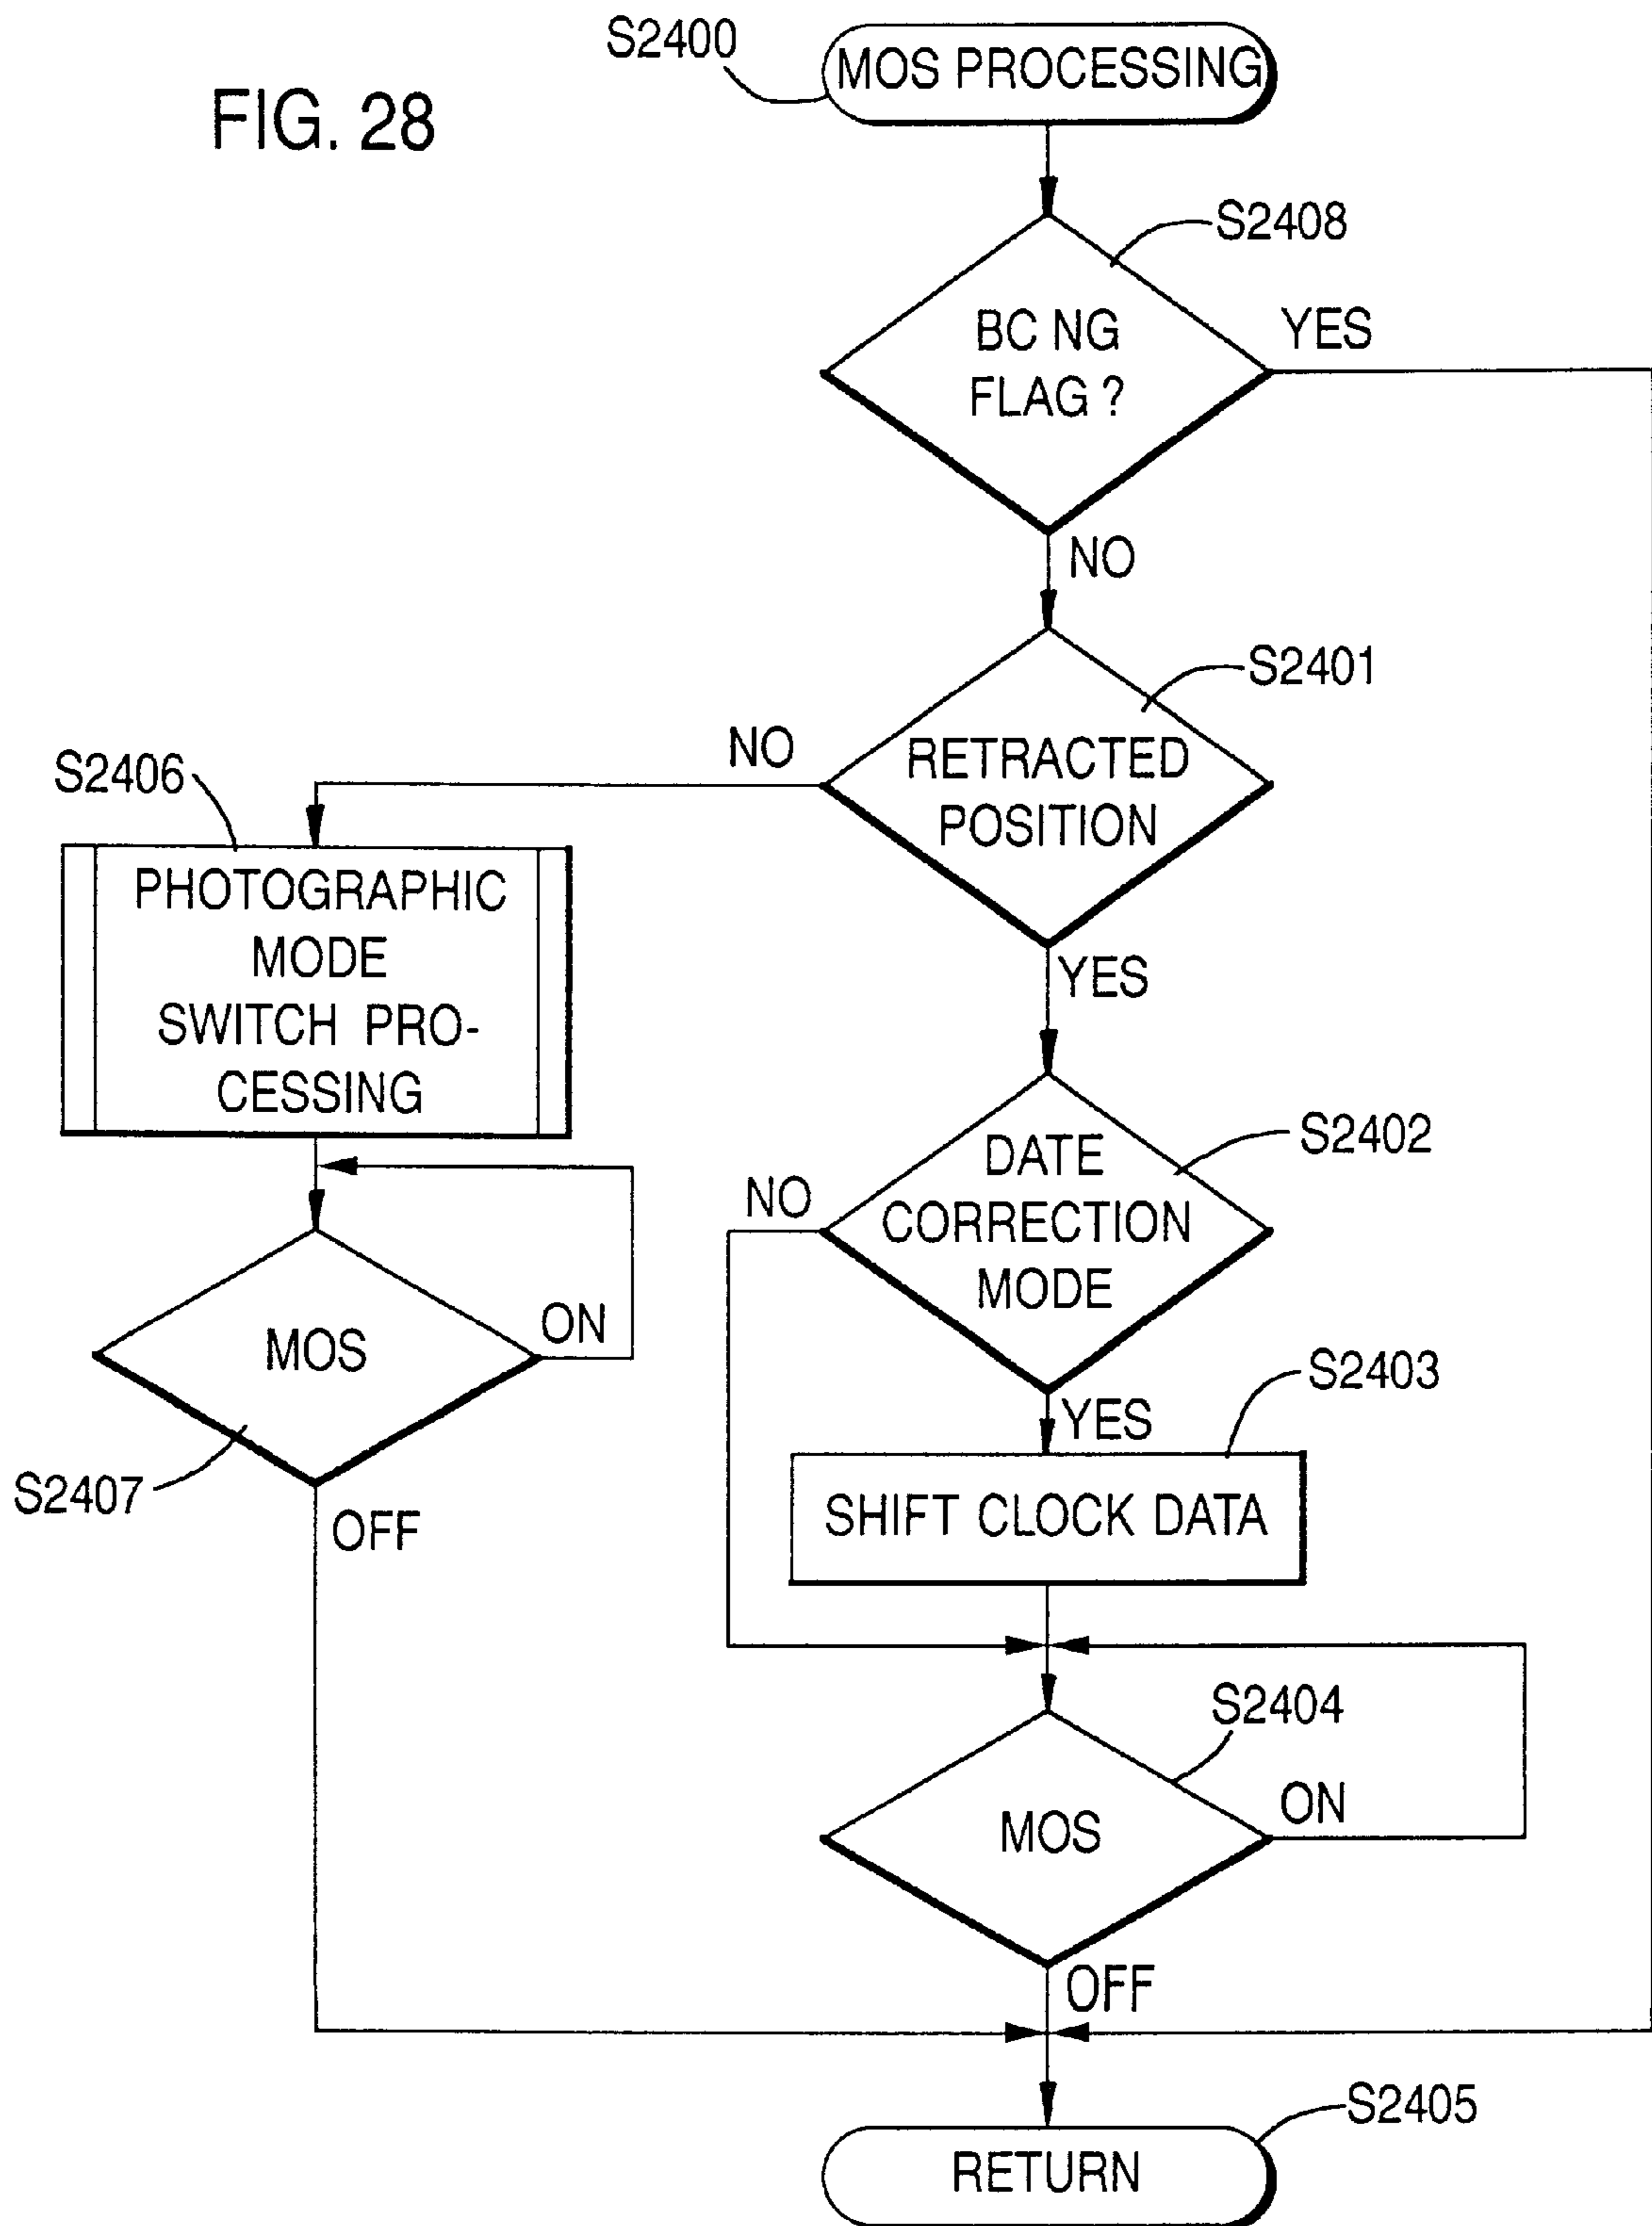 S2400
MOS PROCESSING
FIG. 28
S2408
BC NG
FLAG ?
YES
NO
S2401
RETRACTED
POSITION
NO
YES
S2406
PHOTOGRAPHIC
MODE
SWITCH PRO-
CESSING
S2402
DATE
CORRECTION
MODE
NO
YES
MOS
ON
S2407
OFF
S2403
SHIFT CLOCK DATA
S2404
MOS
ON
OFF
S2405
RETURN